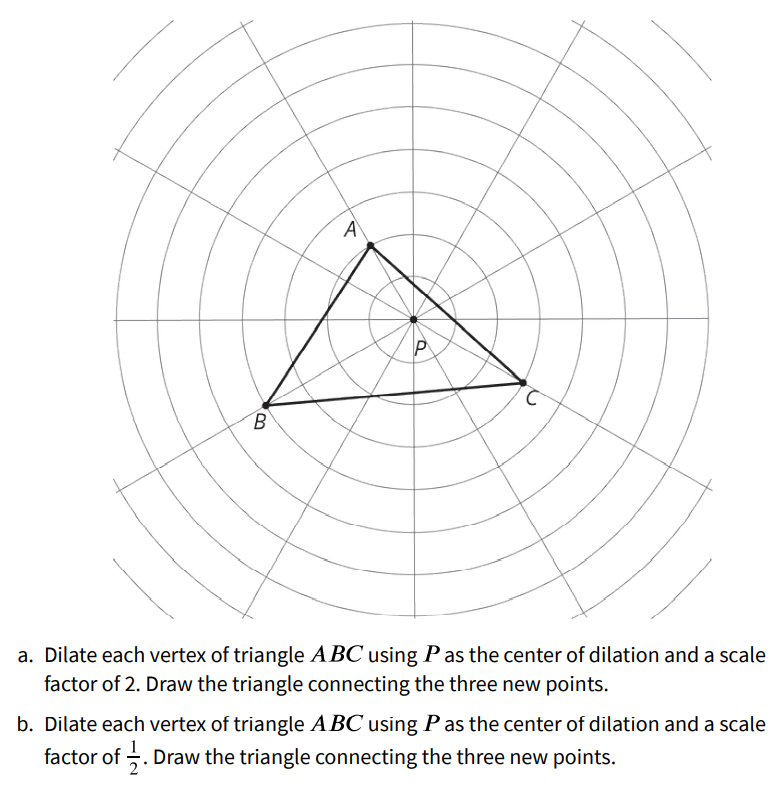 A
P
C
B
a. Dilate each vertex of triangle ABC using P as the center of dilation and a scale
factor of 2. Draw the triangle connecting the three new points.
b. Dilate each vertex of triangle ABC using P as the center of dilation and a scale
factor of 1/2. Draw the triangle connecting the three new points.